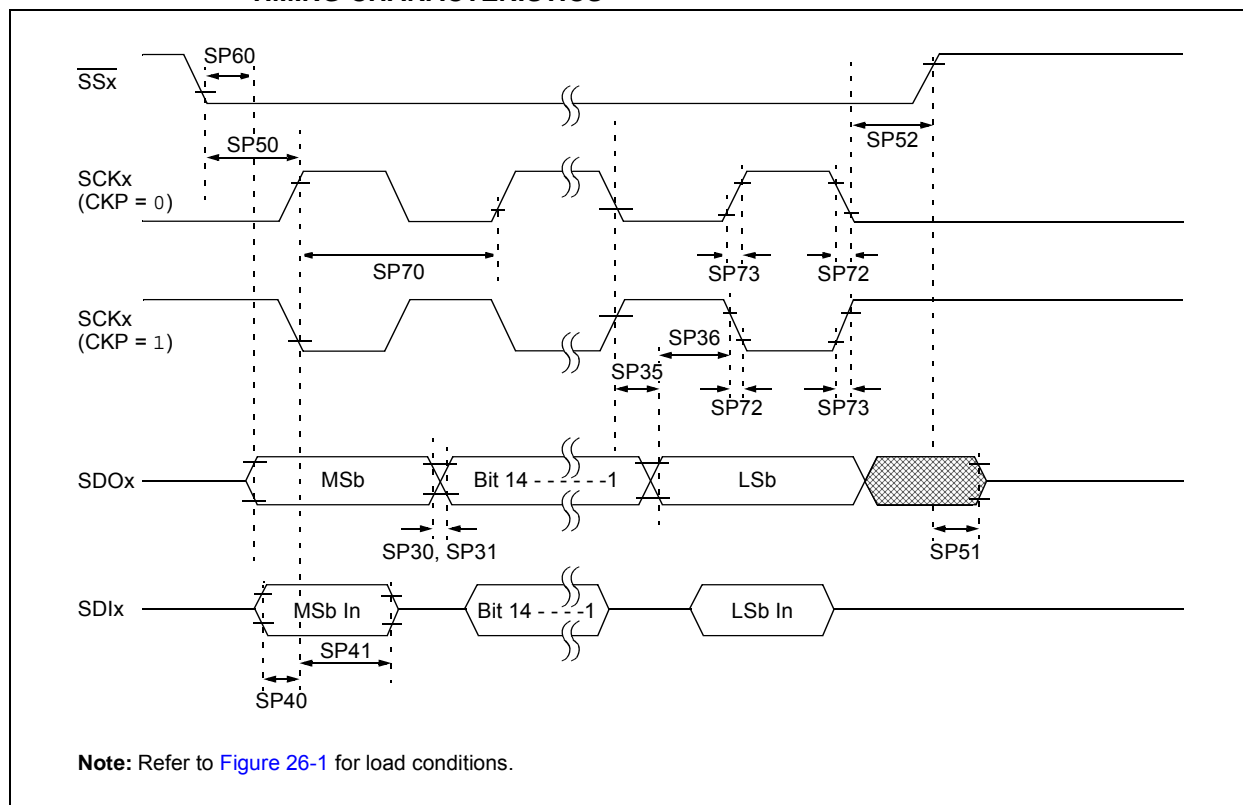 TIMING CHARACTERISTICS
SP60
SSx
SP50
SP52
SCKx
(CKP = 0)
SP70
SP73
SP72
SCKx
(CKP = 1)
SP36
SP35
SP72
SP73
SDOx
MSb
Bit 14 - - - - - -1
LSb
SP30, SP31
SP51
SDIx
MSb In
Bit 14 - - - -1
LSb In
SP41
SP40
Note: Refer to Figure 26-1 for load conditions.